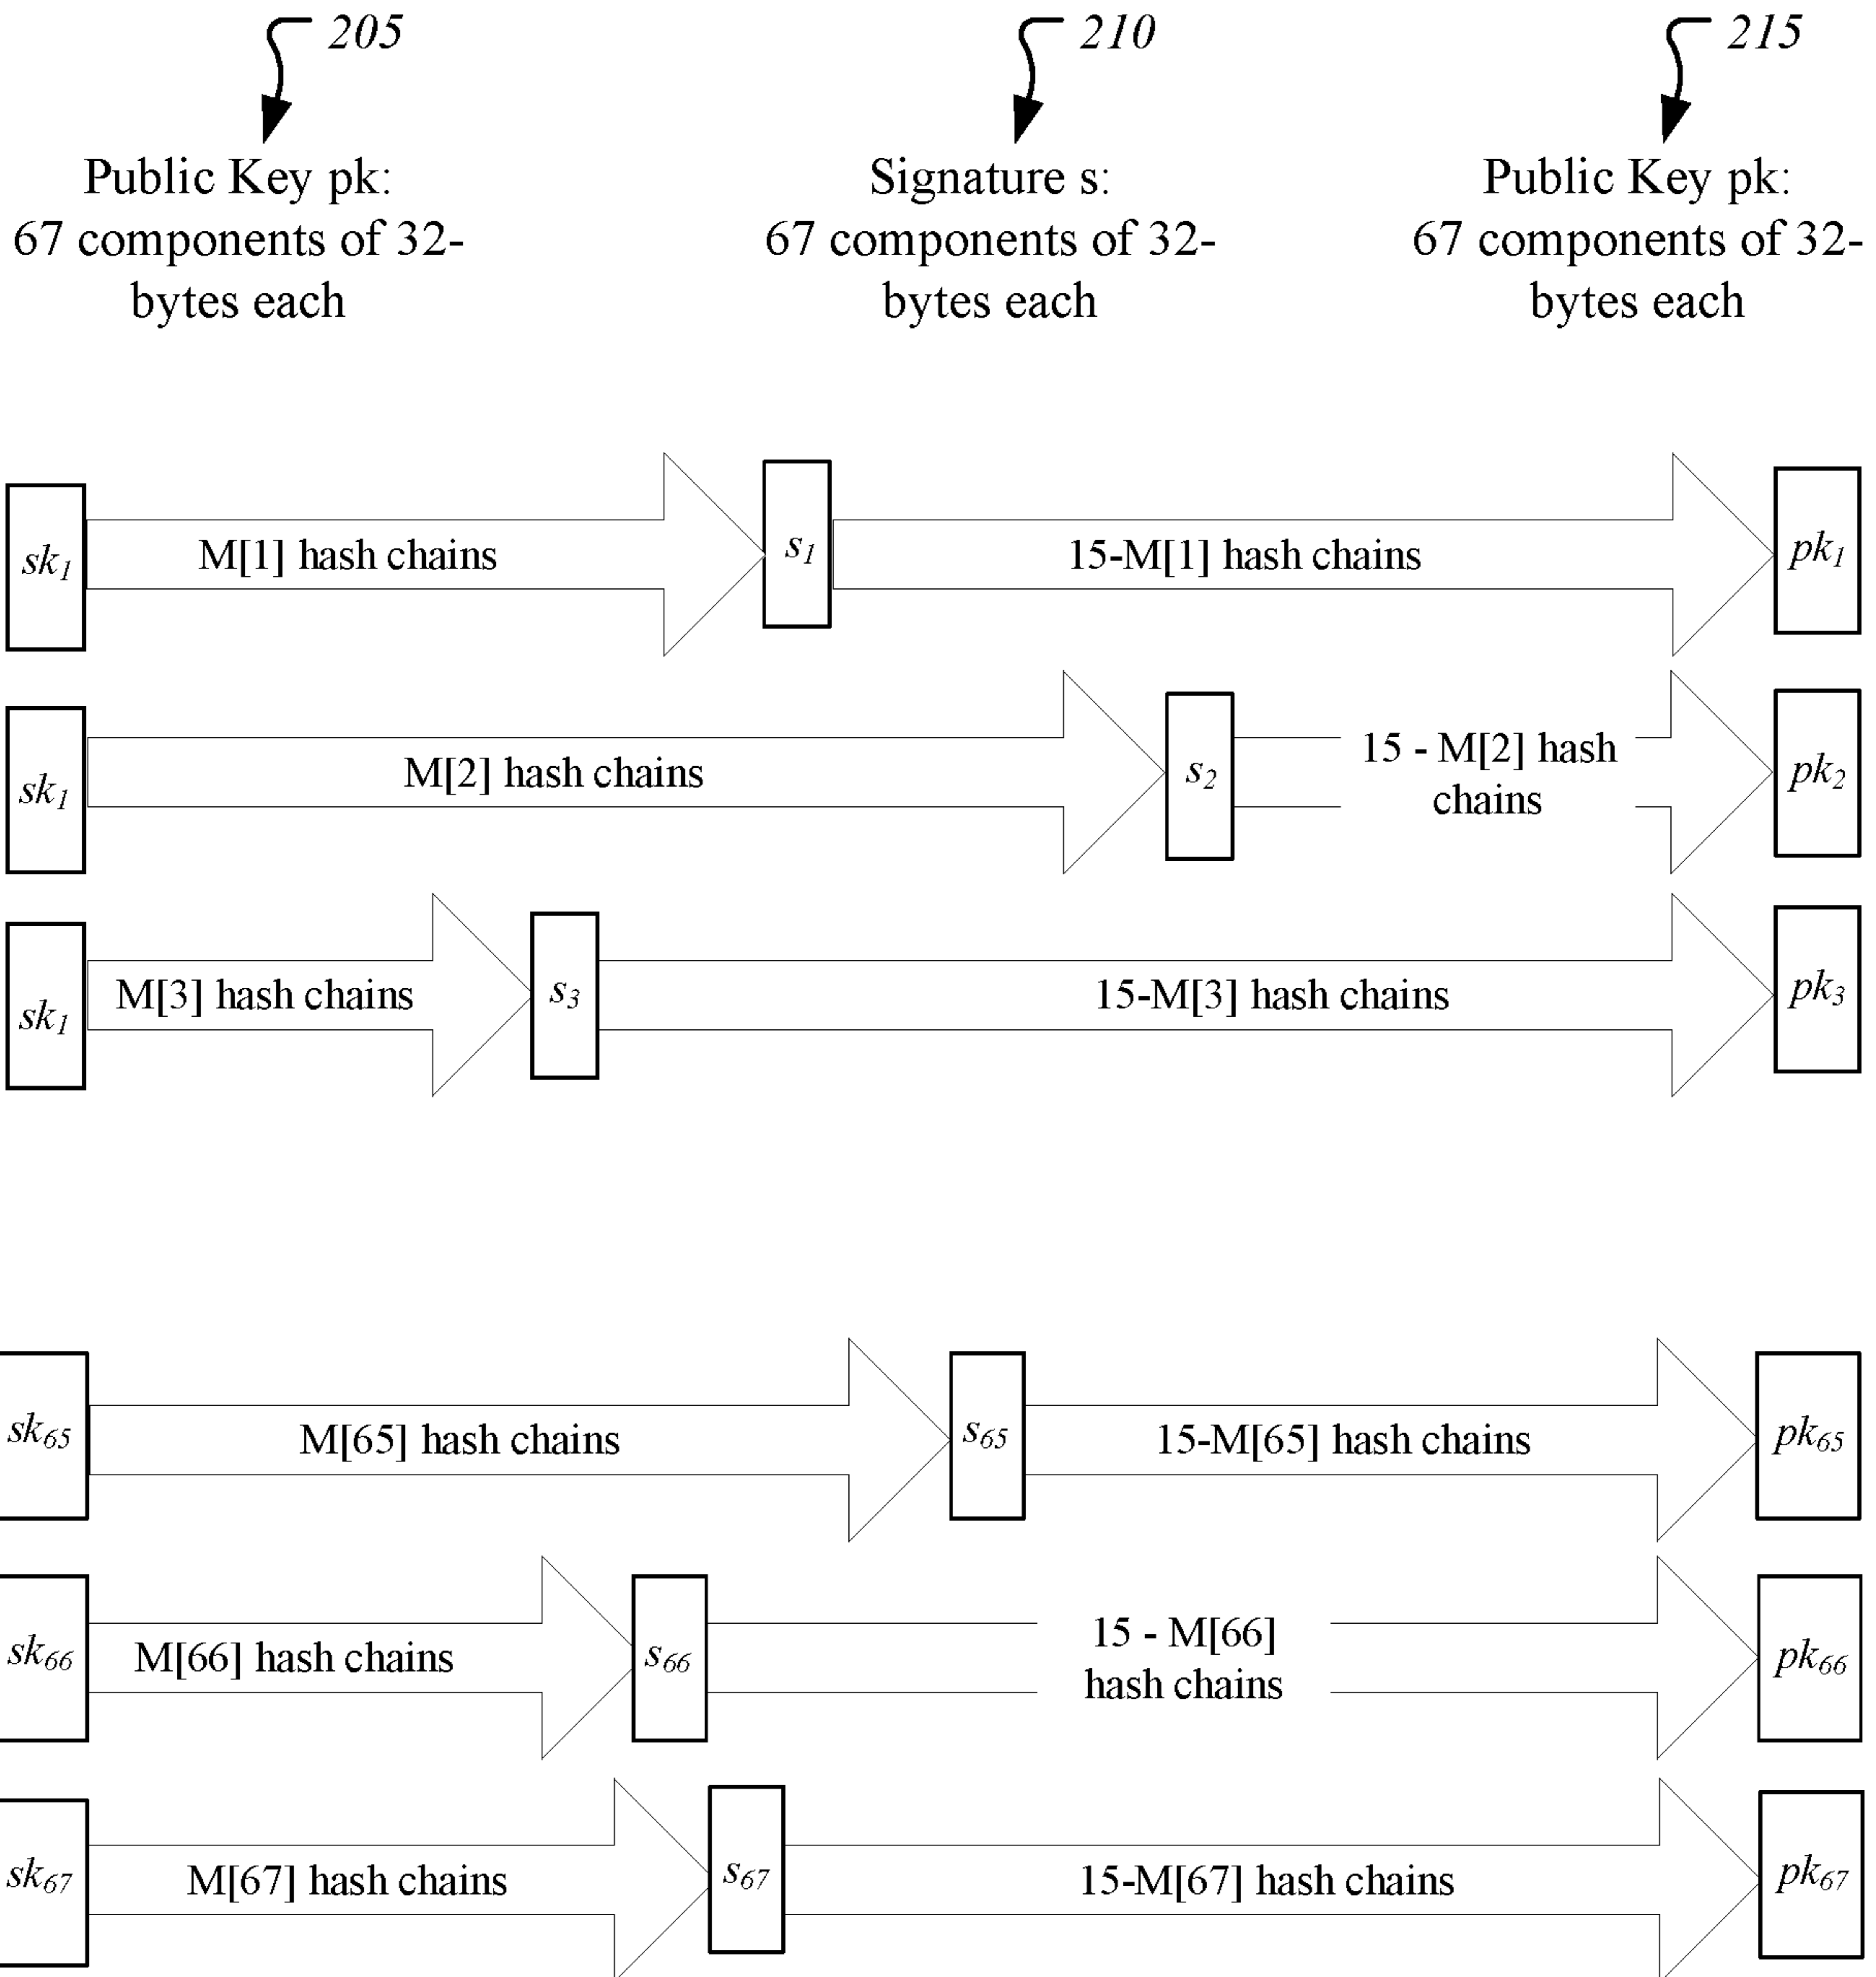 205
210
215
Public Key pk:
67 components of 32-
bytes each
Signature s:
67 components of 32-
bytes each
Public Key pk:
67 components of 32-
bytes each
sk1
M[1] hash chains
s1
15-M[1] hash chains
pk1
sk1
M[2] hash chains
s2
15 - M[2] hash
chains
pk2
sk1
M[3] hash chains
s3
15-M[3] hash chains
pk3
sk65
M[65] hash chains
s65
15-M[65] hash chains
pk65
sk66
M[66] hash chains
s66
15 - M[66]
hash chains
pk66
sk67
M[67] hash chains
s67
15-M[67] hash chains
pk67